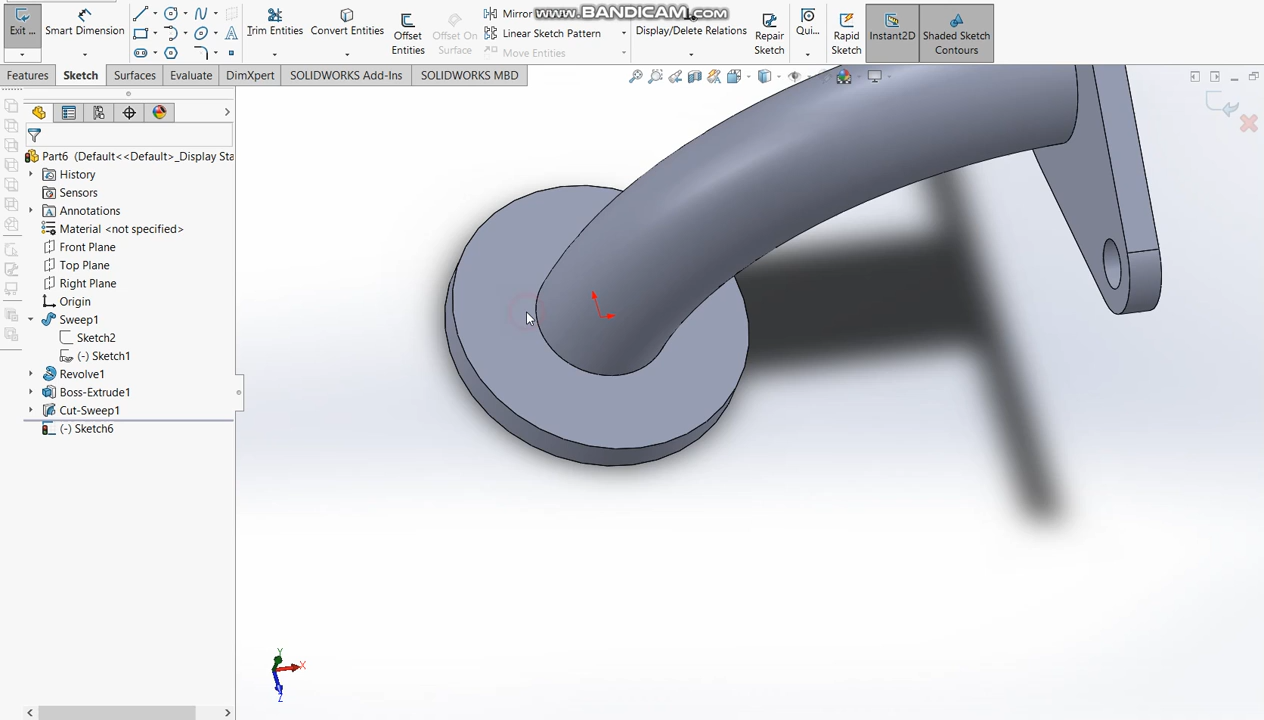 www.BANDICAM.com
Exit ...
Smart Dimension
Trim Entities
Convert Entities
Offset Entities
Offset On Surface
Mirror
Linear Sketch Pattern
Move Entities
Display/Delete Relations
Repair Sketch
Qui...
Rapid Sketch
Instant2D
Shaded Sketch Contours
Features
Sketch
Surfaces
Evaluate
DimXpert
SOLIDWORKS Add-Ins
SOLIDWORKS MBD
Part6 (Default<<Default>_Display Sta
History
Sensors
Annotations
Material <not specified>
Front Plane
Top Plane
Right Plane
Origin
Sweep1
Sketch2
(-) Sketch1
Revolve1
Boss-Extrude1
Cut-Sweep1
(-) Sketch6
Y
X
Z